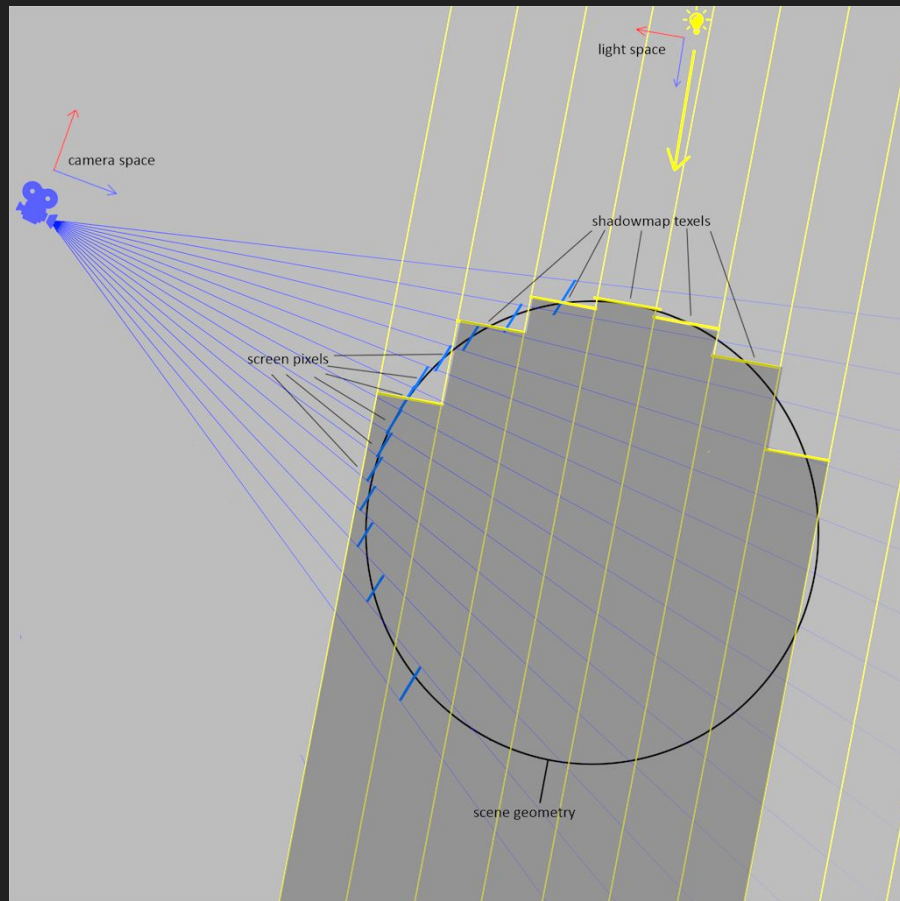 light space
camera space
shadowmap texels
screen pixels
scene geometry